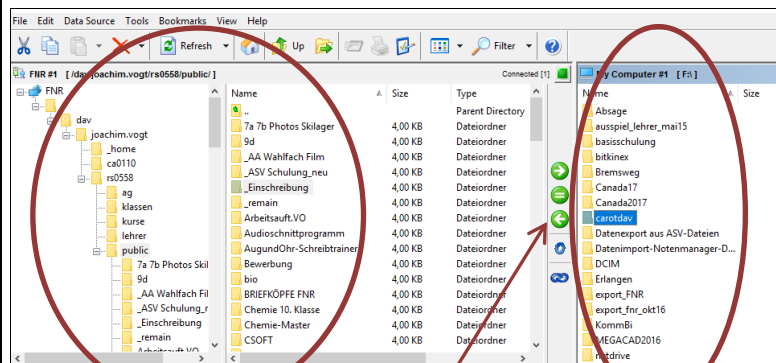 File Edit Data Source Tools Bookmarks View Help
Refresh Up Filter
FNR #1 [ /dav/joachim.vogt/rs0558/public/ ] Connected [1]
FNR
dav
joachim.vogt
_home
ca0110
rs0558
ag
klassen
kurse
lehrer
public
7a 7b Photos Skil
9d
_AA Wahlfach Fil
_ASV Schulung_r
_Einschreibung
_remain
Arbeitsauft.VO
Name Size Type
.. Parent Directory
7a 7b Photos Skilager 4,00 KB Dateiordner
9d 4,00 KB Dateiordner
_AA Wahlfach Film 4,00 KB Dateiordner
_ASV Schulung_neu 4,00 KB Dateiordner
_Einschreibung 4,00 KB Dateiordner
_remain 4,00 KB Dateiordner
Arbeitsauft.VO 4,00 KB Dateiordner
Audioschnittprogramm 4,00 KB Dateiordner
AugundOhr-Schreibtrainer 4,00 KB Dateiordner
Bewerbung 4,00 KB Dateiordner
bio 4,00 KB Dateiordner
BRIEFKÖPFE FNR 4,00 KB Dateiordner
Chemie 10. Klasse 4,00 KB Dateiordner
Chemie-Master 4,00 KB Dateiordner
CSOFT 4,00 KB Dateiordner
My Computer #1 [ F:\ ]
Name Size
Absage
ausspiel_lehrer_mai15
basisschulung
bitkinex
Bremsweg
Canada17
Canada2017
carotdav
Datenexport aus ASV-Dateien
Datenimport-Notenmanager-D...
DCIM
Erlangen
export_FNR
export_fnr_okt16
KommBi
MEGACAD2016
netdrive